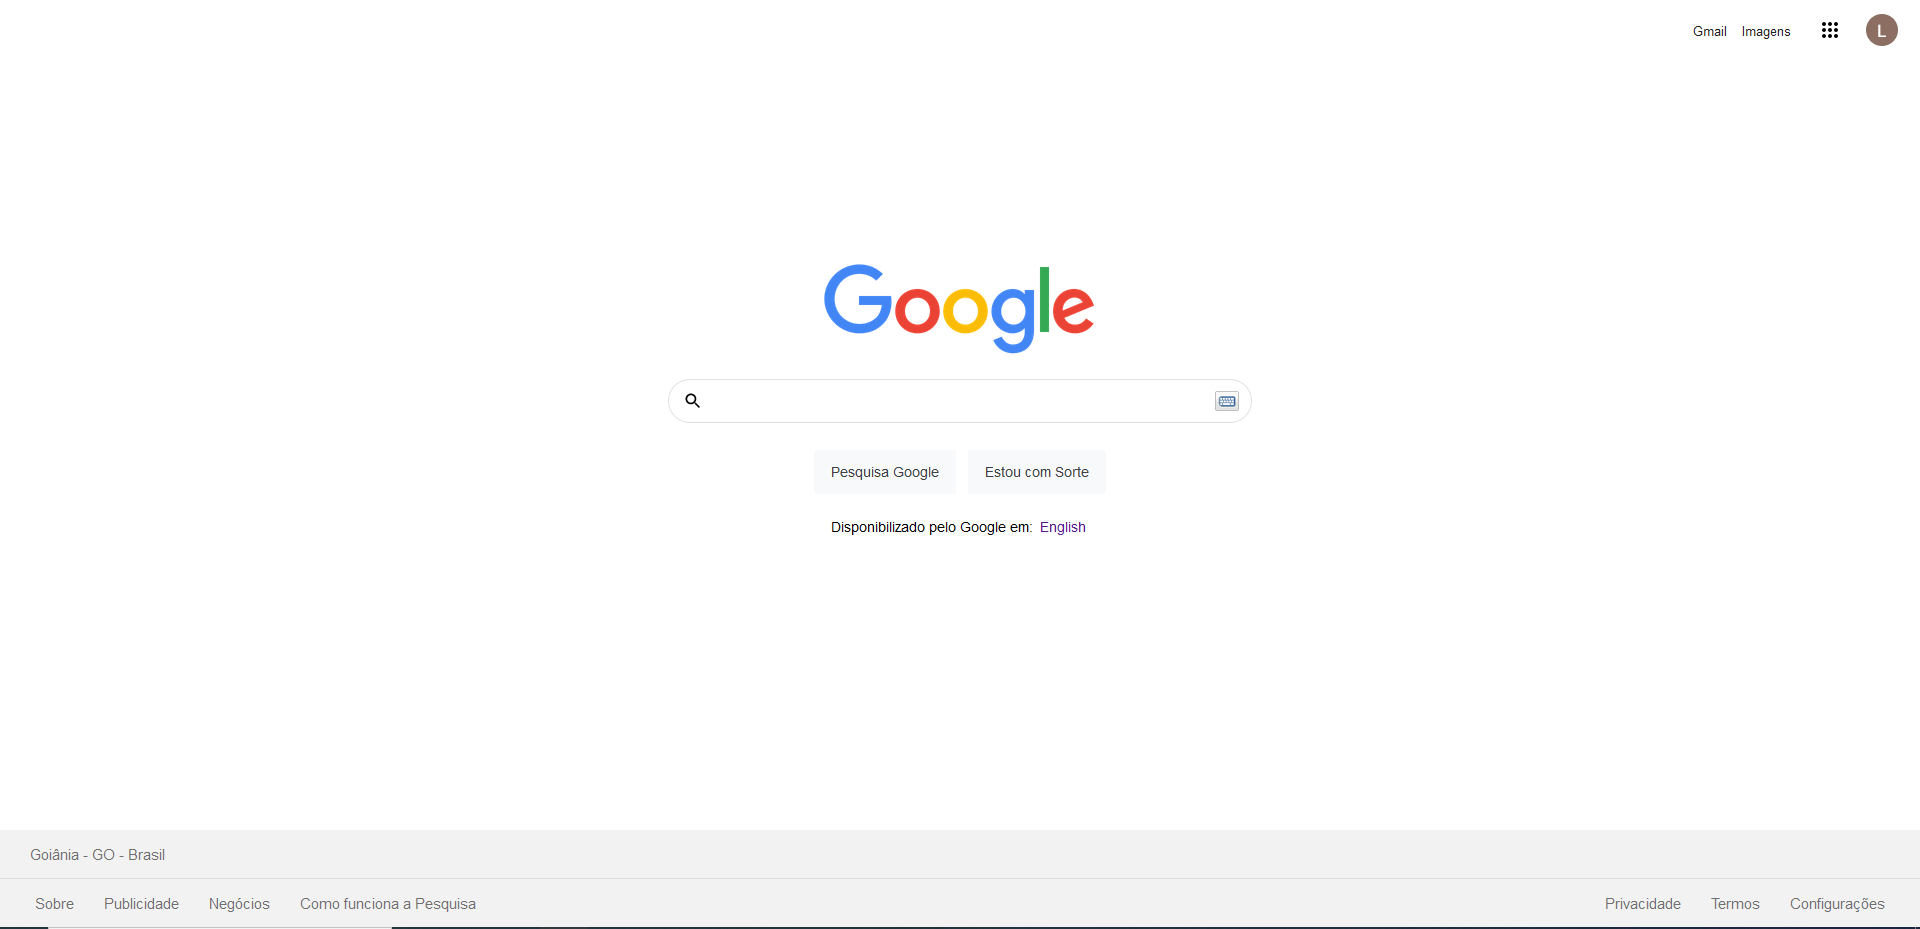 Gmail Imagens L
Google
Pesquisa Google Estou com Sorte
Disponibilizado pelo Google em: English
Goiânia - GO - Brasil
Sobre Publicidade Negócios Como funciona a Pesquisa Privacidade Termos Configurações